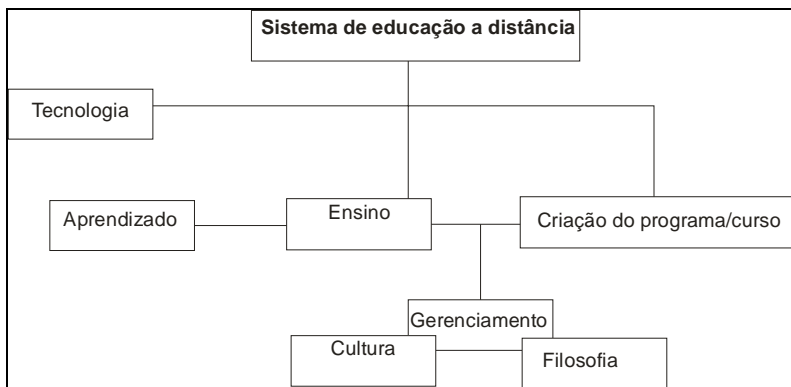 Sistema de educação a distância
Tecnologia
Aprendizado
Ensino
Criação do programa/curso
Gerenciamento
Cultura
Filosofia